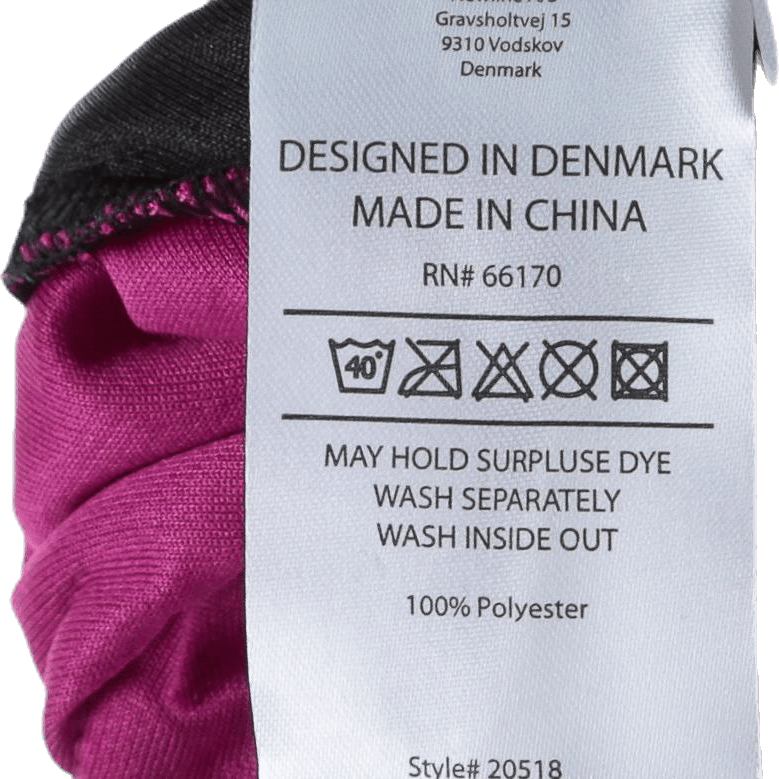 Gravsholtvej 15
9310 Vodskov
Denmark
DESIGNED IN DENMARK
MADE IN CHINA
RN# 66170
40°
MAY HOLD SURPLUSE DYE
WASH SEPARATELY
WASH INSIDE OUT
100% Polyester
Style# 20518